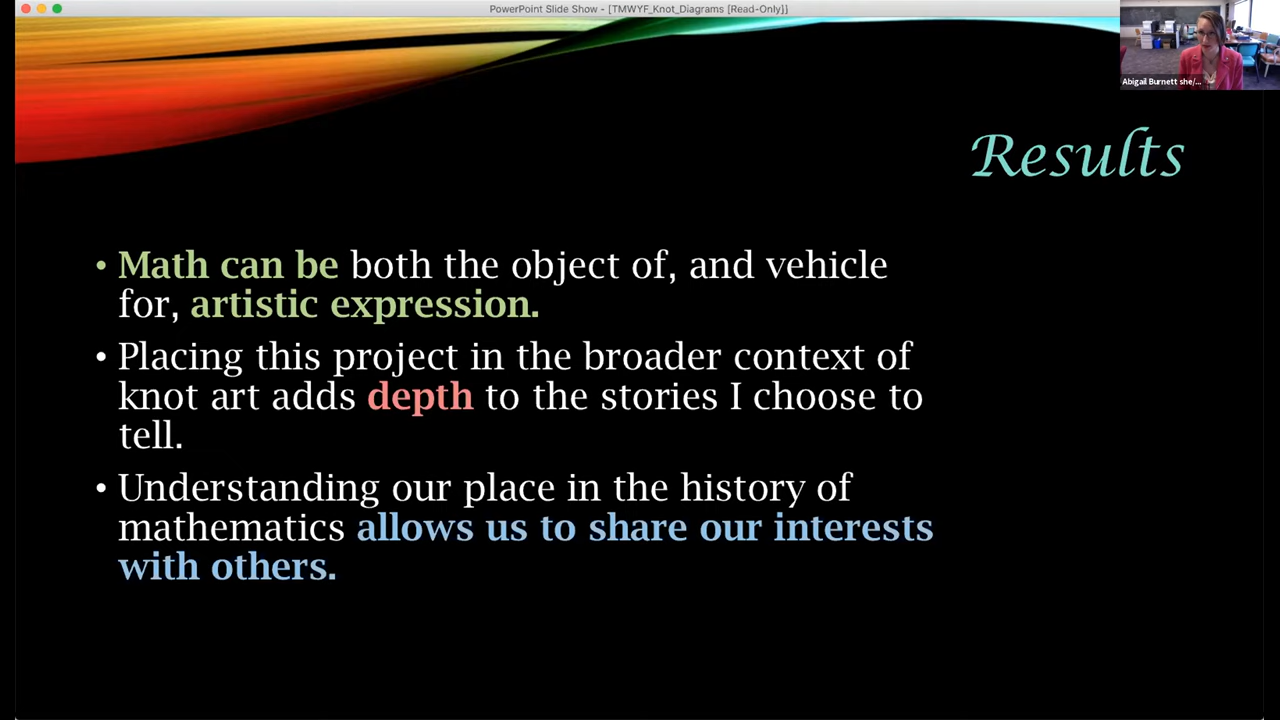 PowerPoint Slide Show - [TMWYF_Knot_Diagrams [Read-Only]]
Abigail Burnett she/...
Results
• Math can be both the object of, and vehicle
for, artistic expression.
• Placing this project in the broader context of
knot art adds depth to the stories I choose to
tell.
• Understanding our place in the history of
mathematics allows us to share our interests
with others.